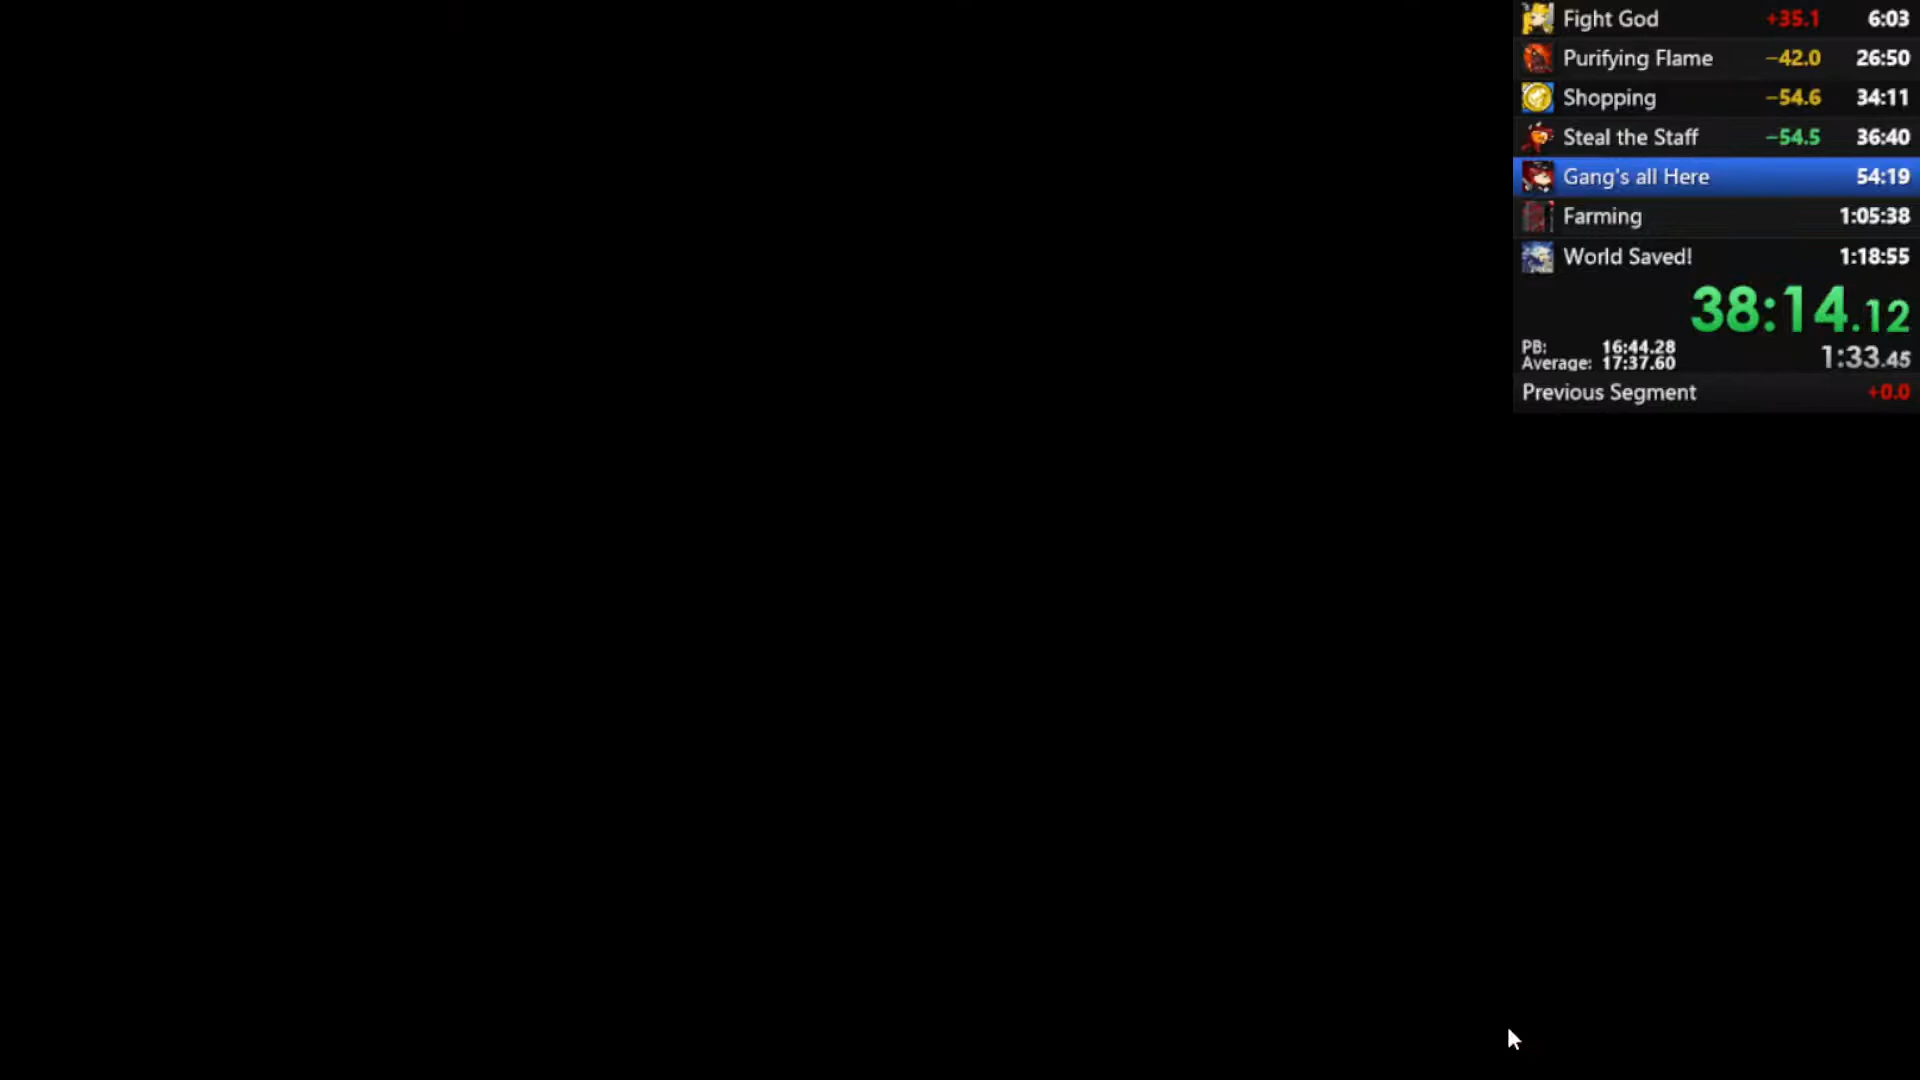 Fight God +35.1 6:03
Purifying Flame −42.0 26:50
Shopping −54.6 34:11
Steal the Staff −54.5 36:40
Gang's all Here 54:19
Farming 1:05:38
World Saved! 1:18:55
38:14.12
PB: 16:44.28
Average: 17:37.60
1:33.45
Previous Segment +0.0